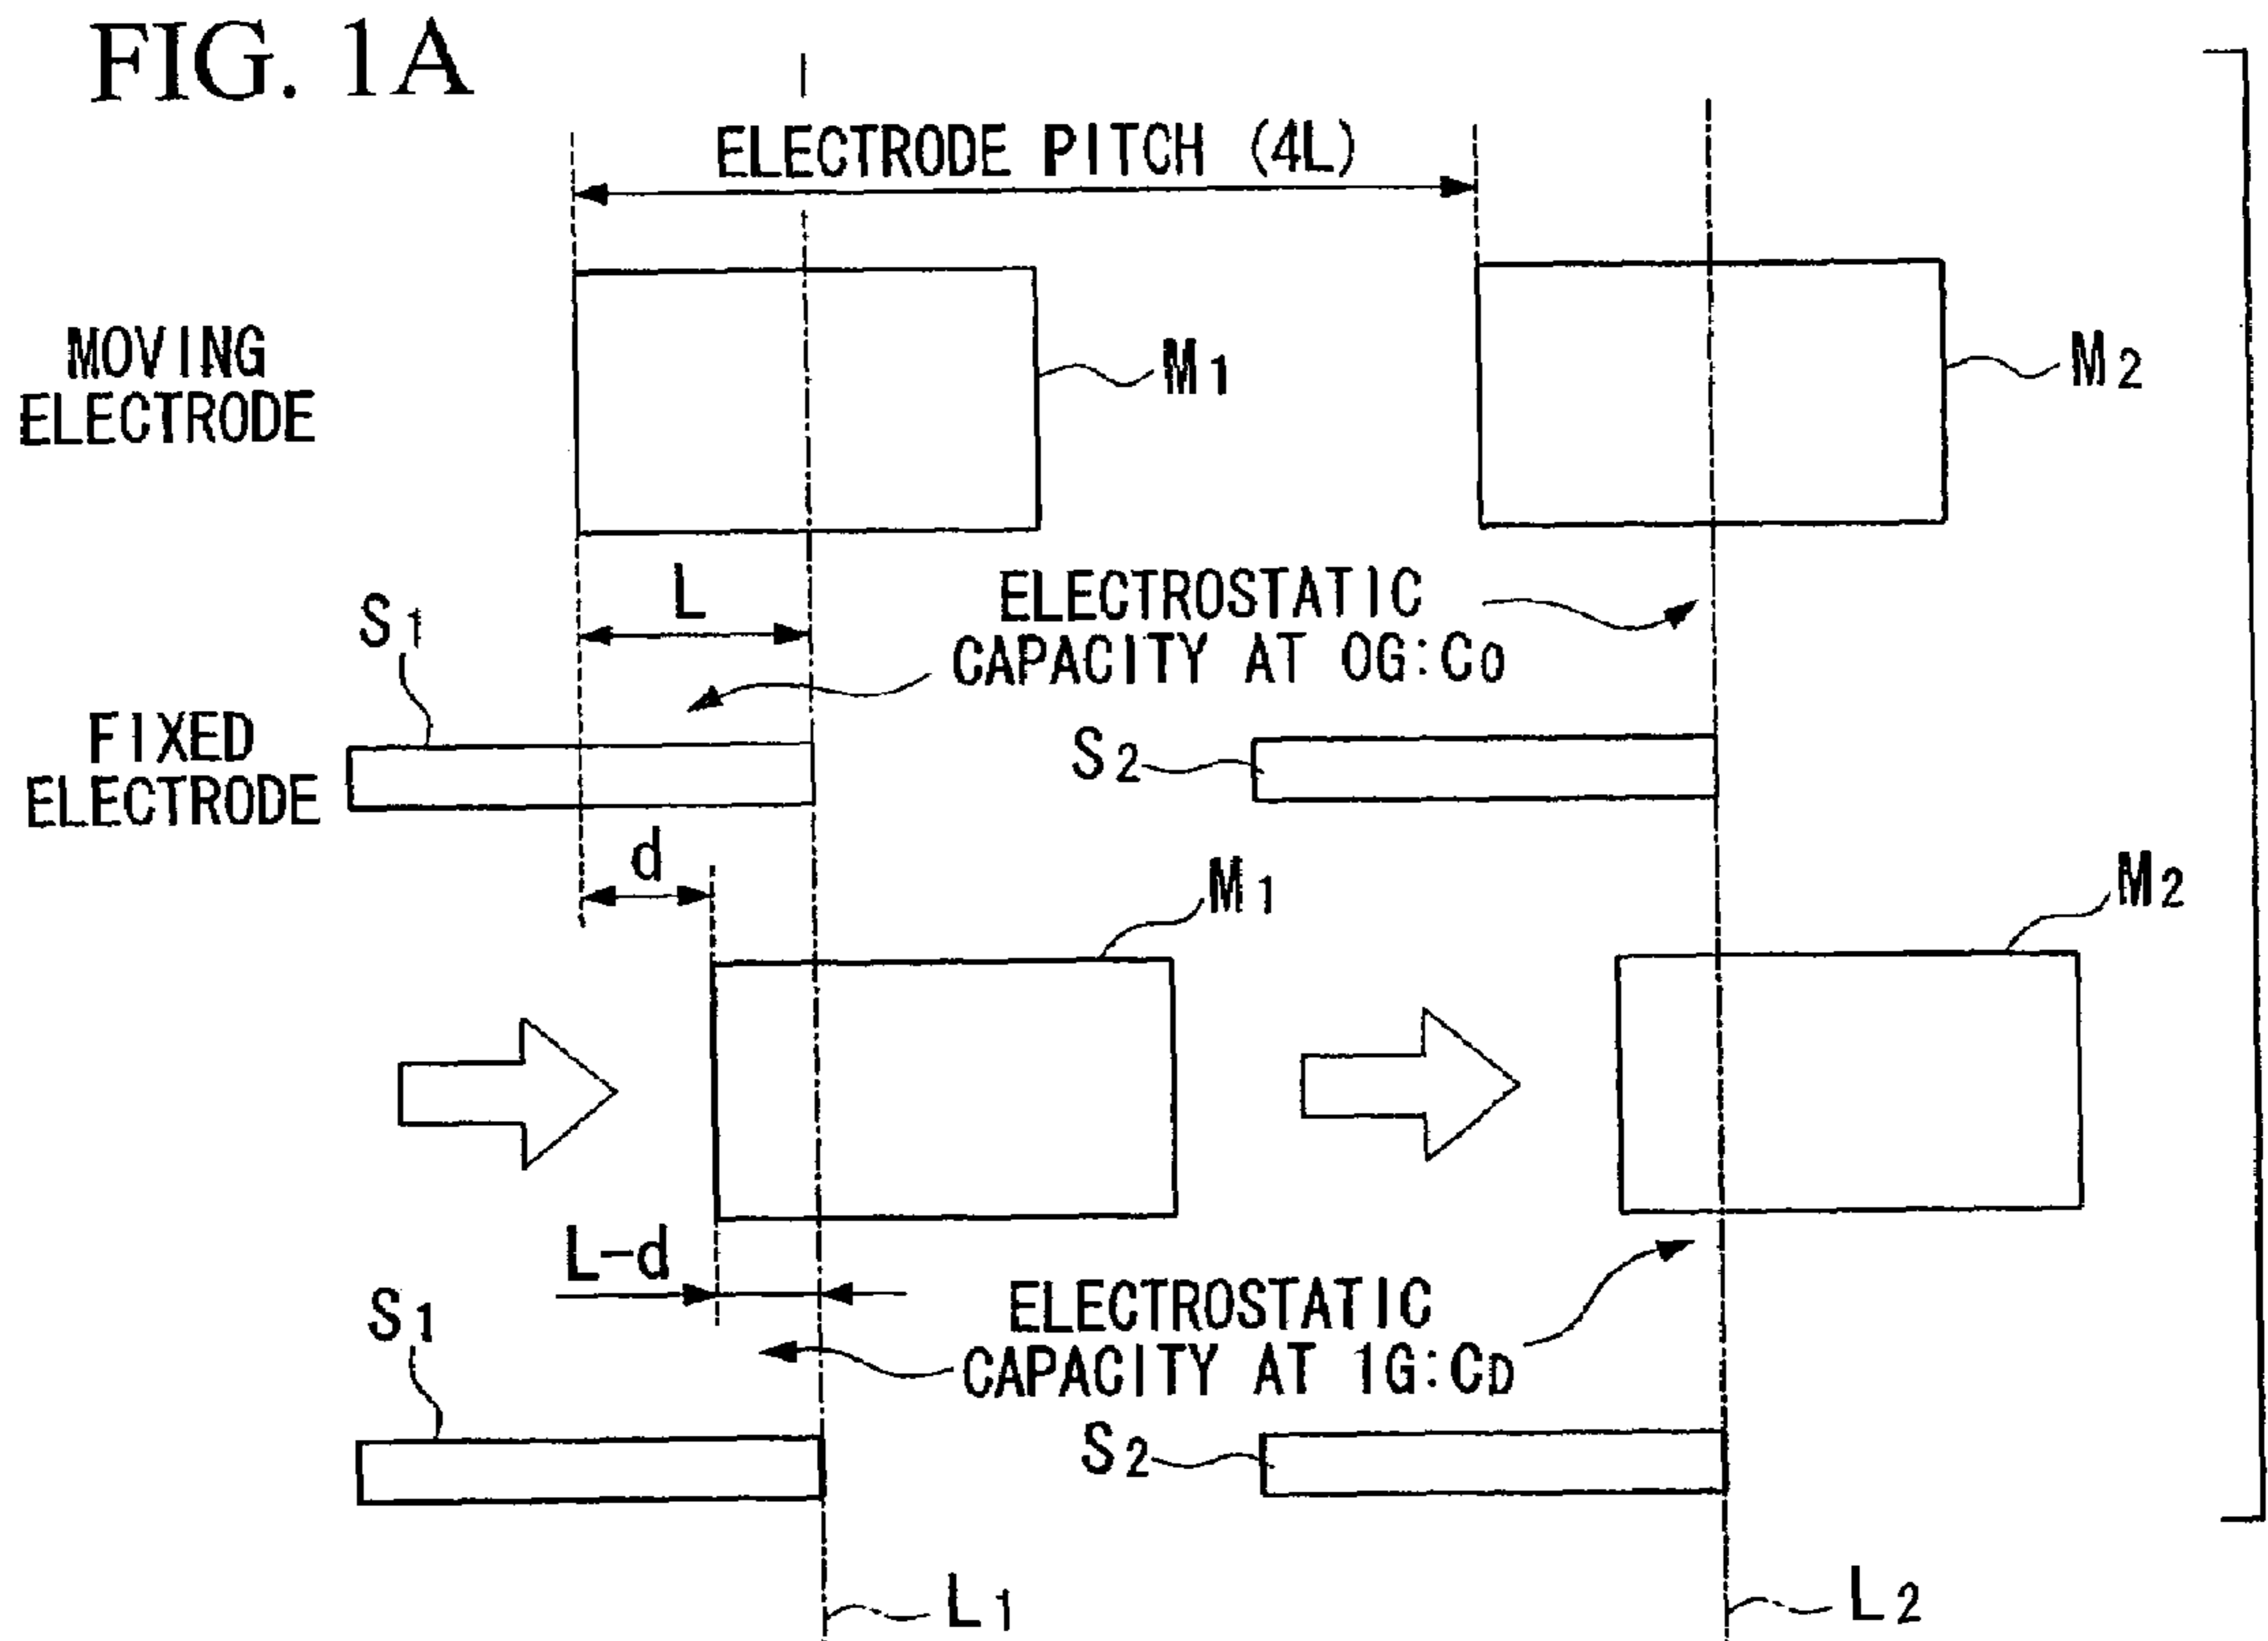 FIG. 1A
ELECTRODE PITCH (4L)
MOVING
ELECTRODE
M1
M2
L
ELECTROSTATIC
CAPACITY AT 0G:C0
S1
FIXED
ELECTRODE
S2
d
M1
M2
L-d
ELECTROSTATIC
CAPACITY AT 1G:CD
S1
S2
L1
L2